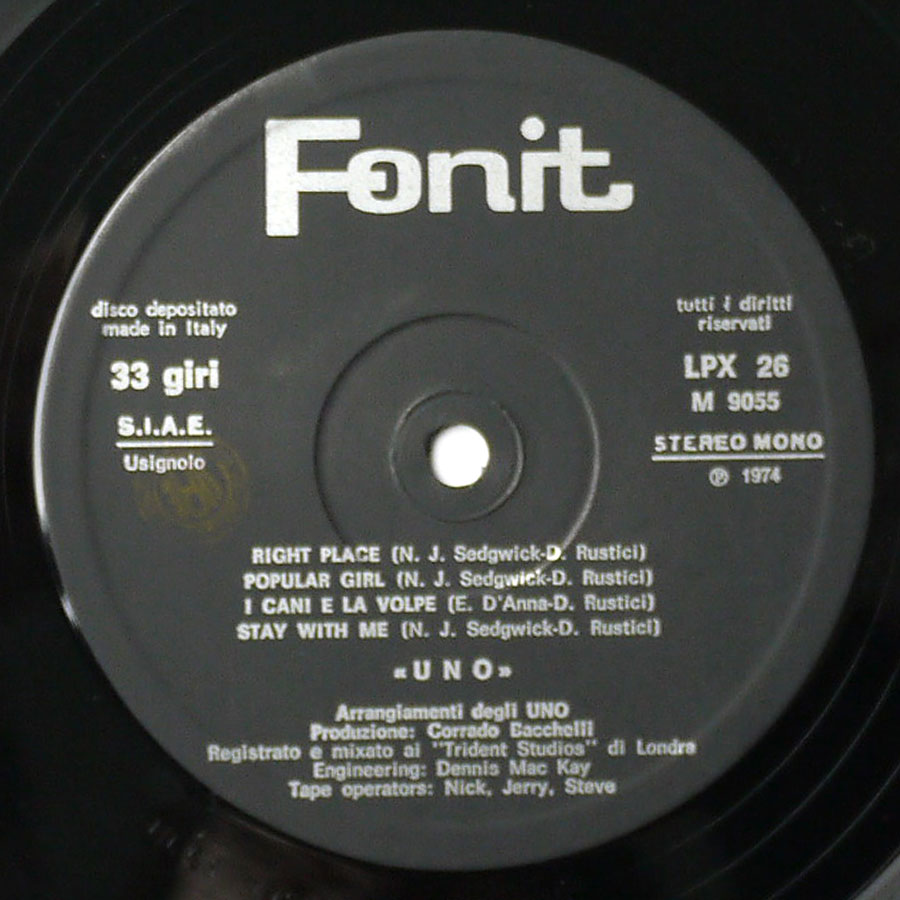 Fonit
disco depositato
made in Italy
33 giri
S.I.A.E.
Usignolo
tutti i diritti
riservati
LPX 26
M 9055
STEREO MONO
℗ 1974
RIGHT PLACE (N. J. Sedgwick-D. Rustici)
POPULAR GIRL (N. J. Sedgwick-D. Rustici)
I CANI E LA VOLPE (E. D'Anna-D. Rustici)
STAY WITH ME (N. J. Sedgwick-D. Rustici)
«UNO»
Arrangiamenti degli UNO
Produzione: Corrado Bacchelli
Registrato e mixato ai "Trident Studios" di Londra
Engineering: Dennis Mac Kay
Tape operators: Nick, Jerry, Steve